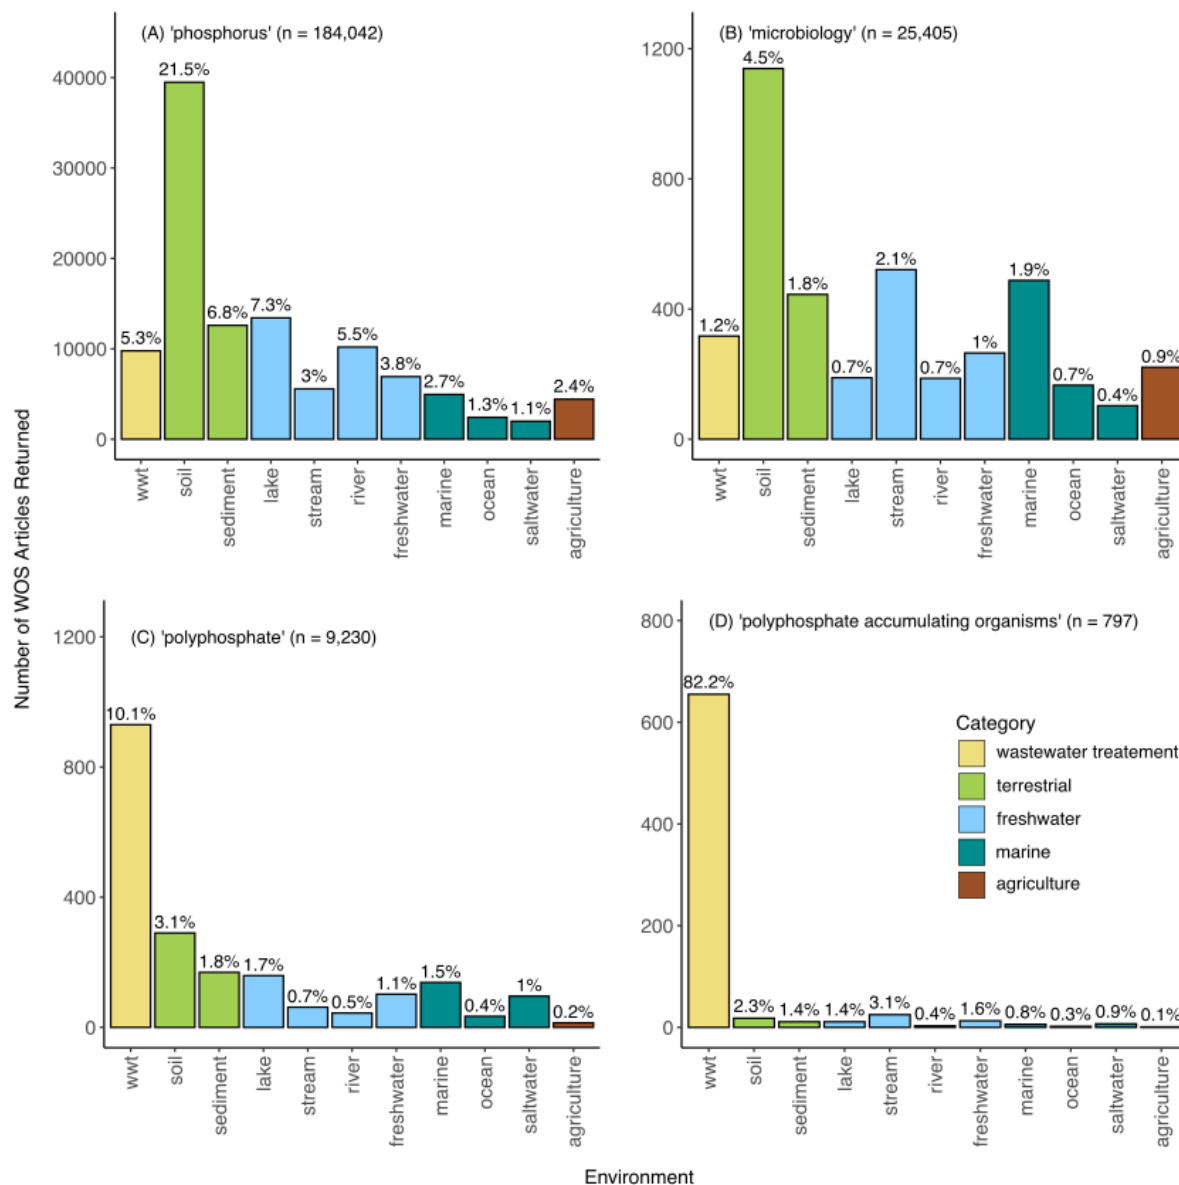 (A) 'phosphorus' (n = 184,042)
40000
30000
20000
10000
0
5.3%
21.5%
6.8%
7.3%
3%
5.5%
3.8%
2.7%
1.3%
1.1%
2.4%
wwt
soil
sediment
lake
stream
river
freshwater
marine
ocean
saltwater
agriculture
(B) 'microbiology' (n = 25,405)
1200
800
400
0
1.2%
4.5%
1.8%
0.7%
2.1%
0.7%
1%
1.9%
0.7%
0.4%
0.9%
wwt
soil
sediment
lake
stream
river
freshwater
marine
ocean
saltwater
agriculture
Number of WOS Articles Returned
(C) 'polyphosphate' (n = 9,230)
1200
800
400
0
10.1%
3.1%
1.8%
1.7%
0.7%
0.5%
1.1%
1.5%
0.4%
1%
0.2%
wwt
soil
sediment
lake
stream
river
freshwater
marine
ocean
saltwater
agriculture
(D) 'polyphosphate accumulating organisms' (n = 797)
800
600
400
200
0
82.2%
2.3%
1.4%
1.4%
3.1%
0.4%
1.6%
0.8%
0.3%
0.9%
0.1%
wwt
soil
sediment
lake
stream
river
freshwater
marine
ocean
saltwater
agriculture
Category
wastewater treatement
terrestrial
freshwater
marine
agriculture
Environment